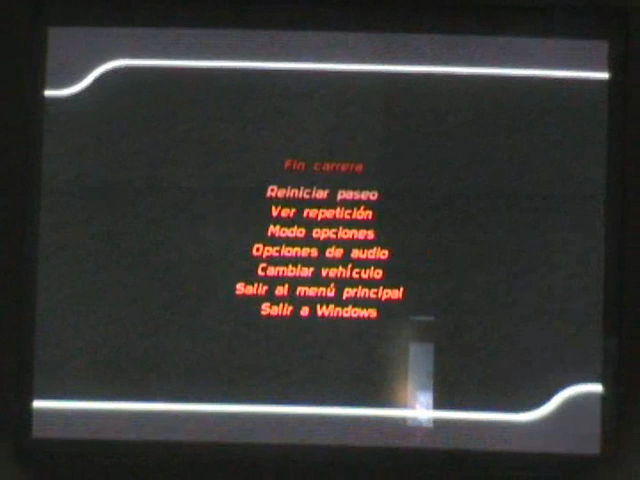 Fin carrera
Reiniciar paseo
Ver repetición
Modo opciones
Opciones de audio
Cambiar vehículo
Salir al menú principal
Salir a Windows